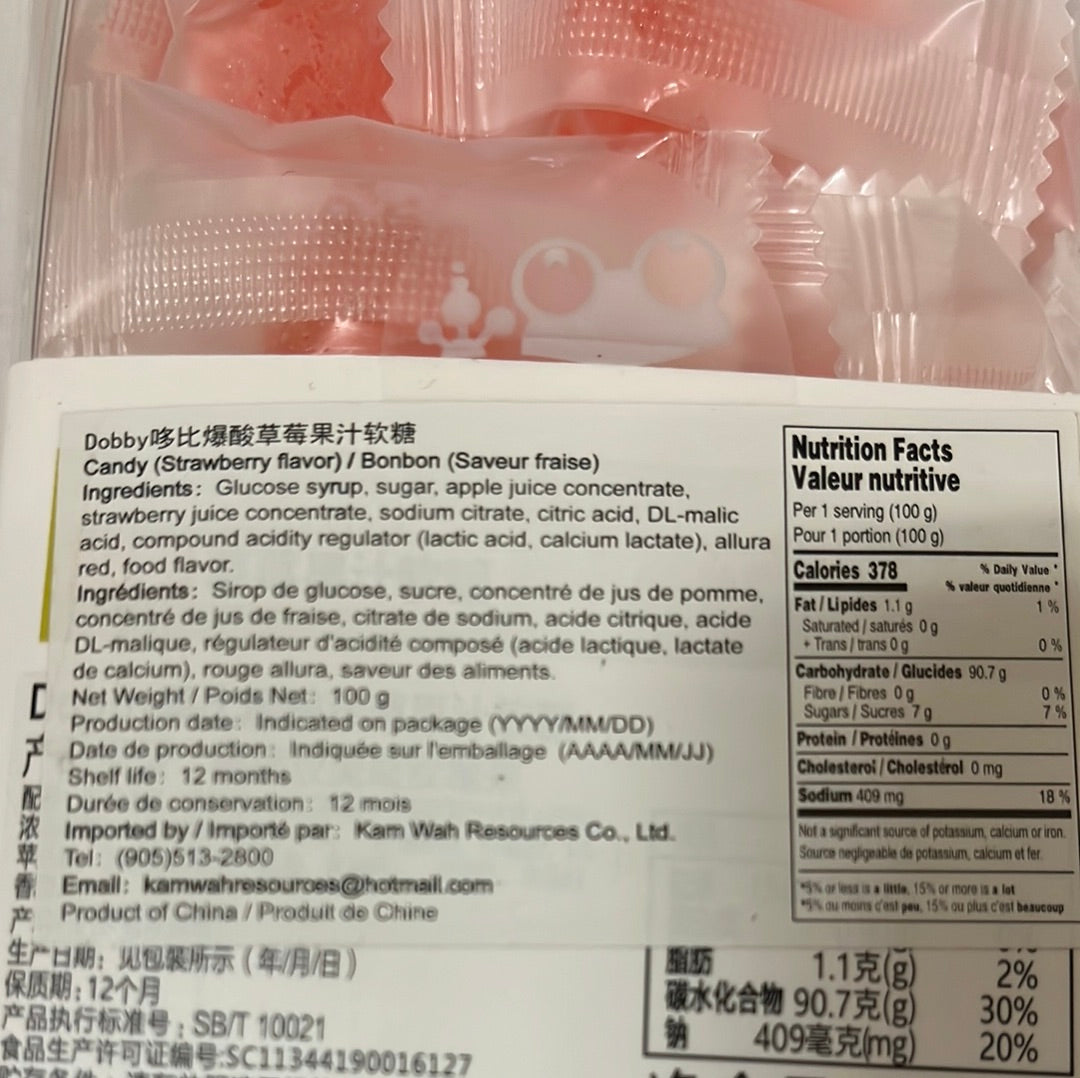 Dobby哆比爆酸草莓果汁软糖
Candy (Strawberry flavor) / Bonbon (Saveur fraise)
Ingredients: Glucose syrup, sugar, apple juice concentrate,
strawberry juice concentrate, sodium citrate, citric acid, DL-malic
acid, compound acidity regulator (lactic acid, calcium lactate), allura
red, food flavor.
Ingrédients: Sirop de glucose, sucre, concentré de jus de pomme,
concentré de jus de fraise, citrate de sodium, acide citrique, acide
DL-malique, régulateur d'acidité composé (acide lactique, lactate
de calcium), rouge allura, saveur des aliments.
Net Weight / Poids Net: 100 g
Production date: Indicated on package (YYYY/MM/DD)
Date de production: Indiquée sur l'emballage (AAAA/MM/JJ)
Shelf life: 12 months
Durée de conservation: 12 mois
Imported by / Importé par: Kam Wah Resources Co., Ltd.
Tel: (905)513-2800
Email: kamwahresources@hotmail.com
Product of China / Produit de Chine
Nutrition Facts
Valeur nutritive
Per 1 serving (100 g)
Pour 1 portion (100 g)
Calories 378
% Daily Value *
% valeur quotidienne *
Fat / Lipides 1.1 g 1 %
Saturated / saturés 0 g
+ Trans / trans 0 g 0 %
Carbohydrate / Glucides 90.7 g
Fibre / Fibres 0 g 0 %
Sugars / Sucres 7 g 7 %
Protein / Protéines 0 g
Cholesterol / Cholestérol 0 mg
Sodium 409 mg 18 %
Not a significant source of potassium, calcium or iron.
Source negligeable de potassium, calcium et fer.
*5% or less is a little, 15% or more is a lot
*5% ou moins c'est peu, 15% ou plus c'est beaucoup
配
浓
苹
香
产
生产日期: 见包装所示 (年/月/日)
保质期: 12个月
产品执行标准号: SB/T 10021
食品生产许可证编号:SC11344190016127
脂肪 1.1克(g) 2%
碳水化合物 90.7克(g) 30%
钠 409毫克(mg) 20%